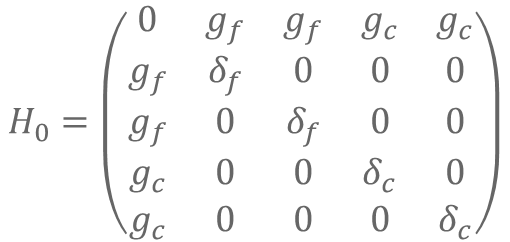 0 g_f g_f g_c g_c
g_f δ_f 0 0 0
H_0 = g_f 0 δ_f 0 0
g_c 0 0 δ_c 0
g_c 0 0 0 δ_c